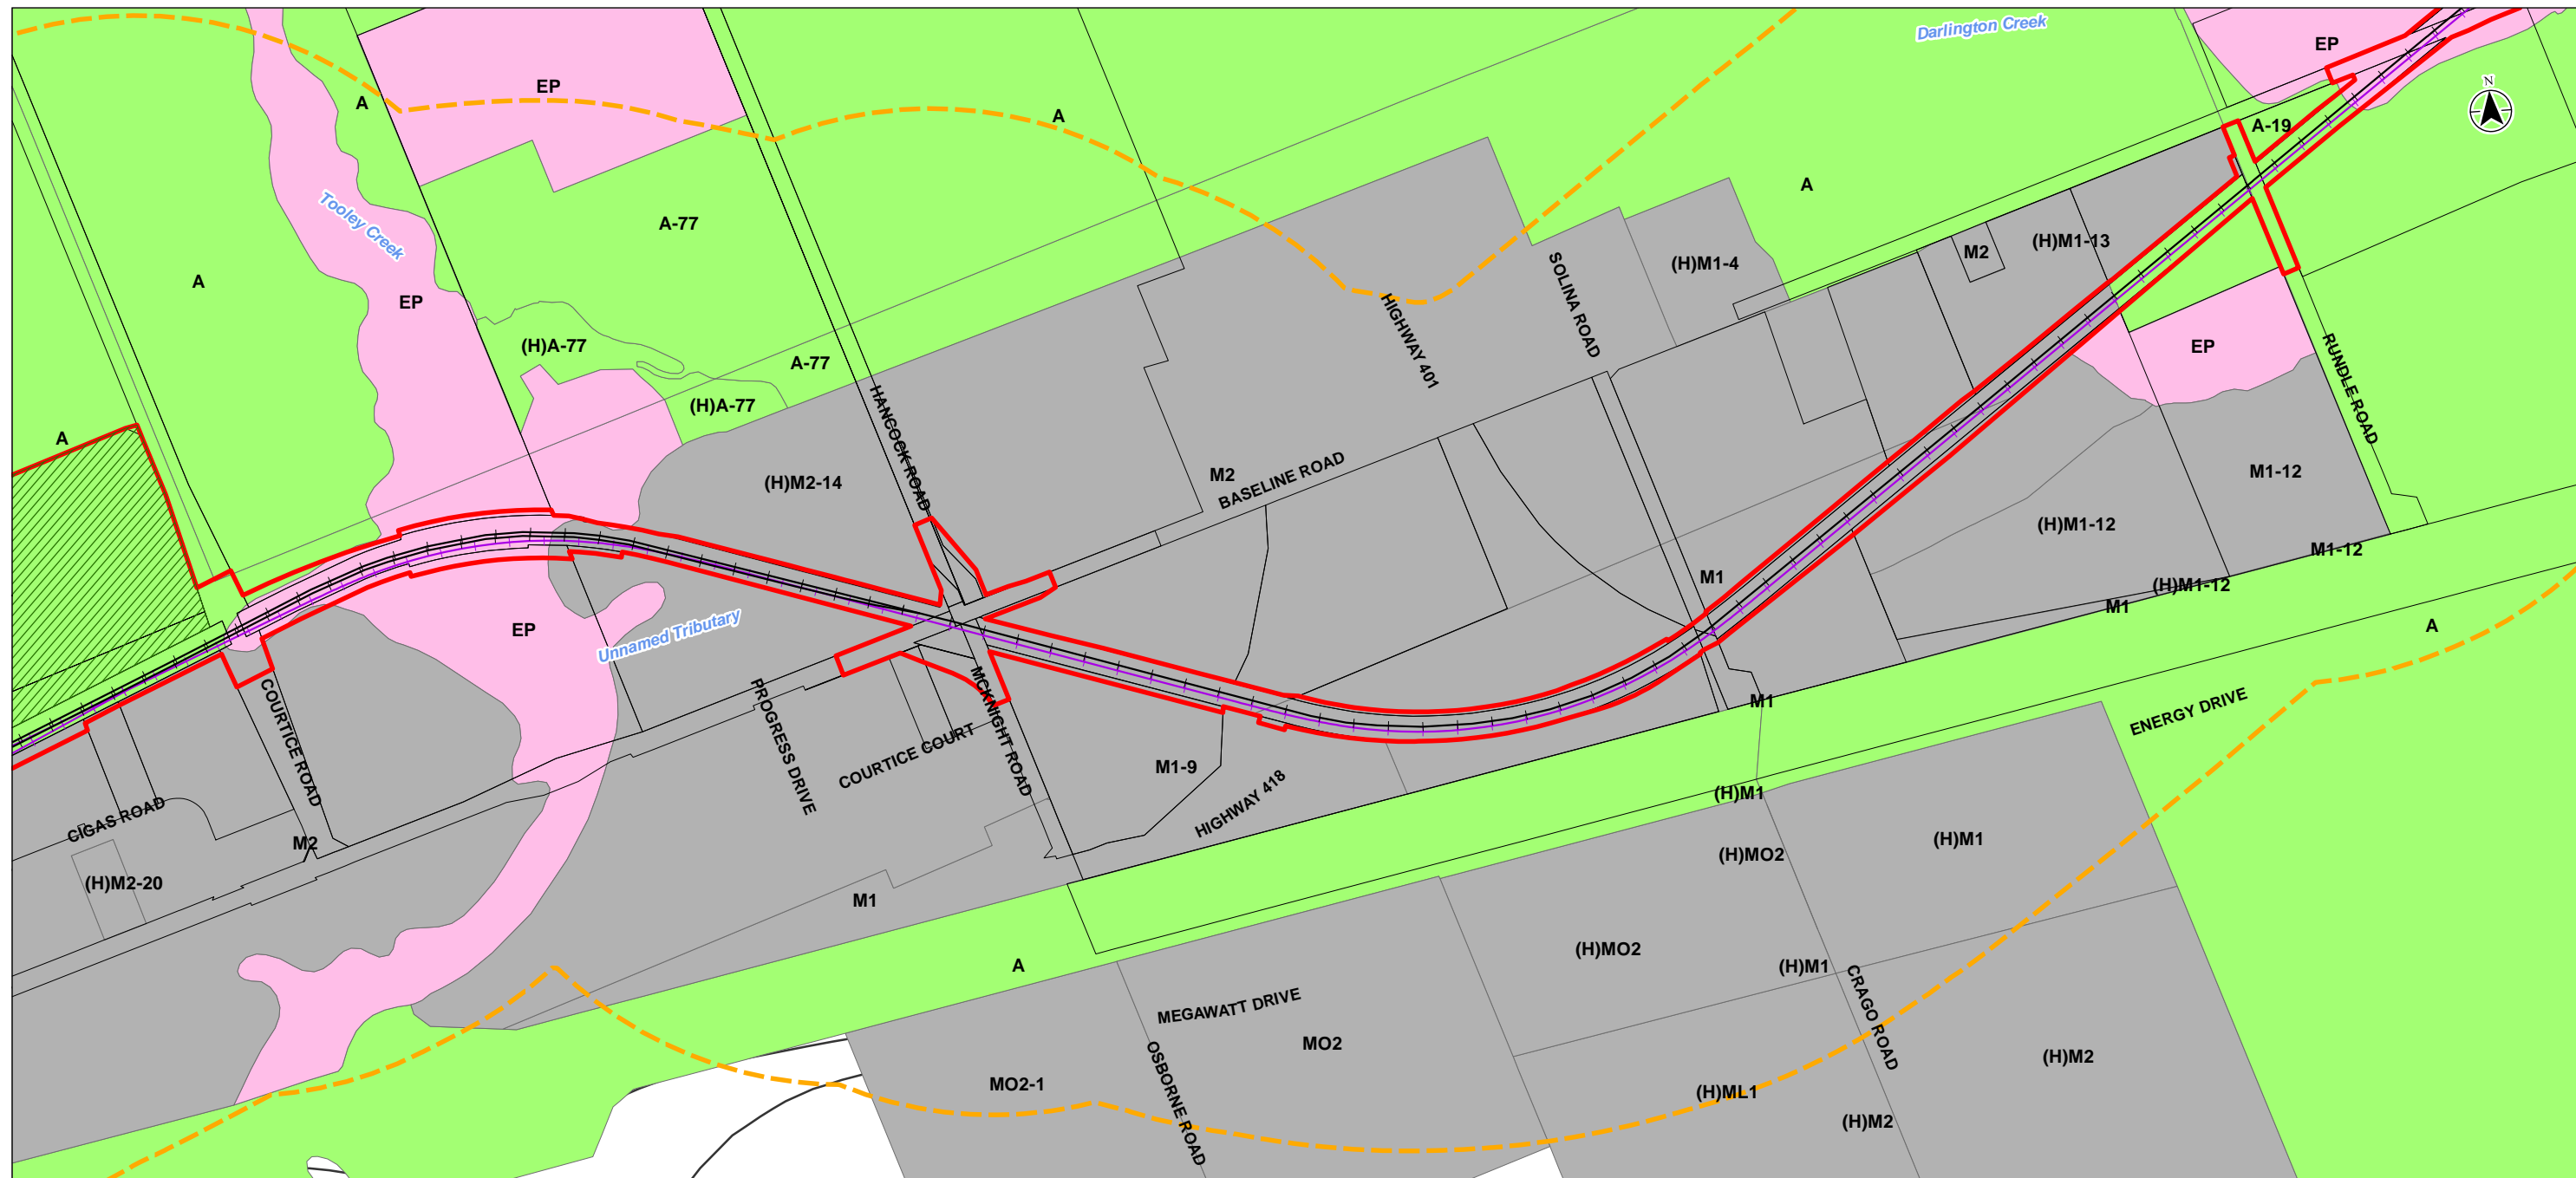 Darlington Creek
EP
N
EP
A
A
A-19
A
Tooley Creek
A-77
M2
(H)M1-13
(H)M1-4
SOLINA ROAD
A
EP
HIGHWAY 401
(H)A-77
EP
RUNDLE ROAD
A-77
HANCOCK ROAD
(H)A-77
A
M2
BASELINE ROAD
(H)M2-14
M1-12
(H)M1-12
M1-12
M1
(H)M1-12
M1
EP
Unnamed Tributary
A
COURTICE ROAD
PROGRESS DRIVE
MCKNIGHT ROAD
M1
ENERGY DRIVE
COURTICE COURT
M1-9
HIGHWAY 418
(H)M1
CIGAS ROAD
M2
(H)M1
(H)MO2
(H)M2-20
M1
(H)MO2
A
(H)M1
CRAGO ROAD
MEGAWATT DRIVE
MO2
(H)M2
OSBORNE ROAD
MO2-1
(H)ML1
(H)M2